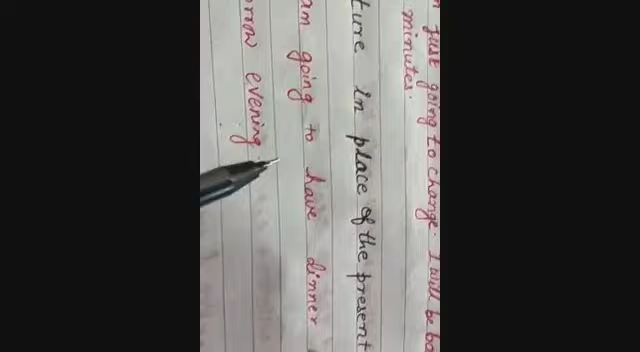 just going to change. I will be
minutes.
in place of the present
am going to have dinner
evening